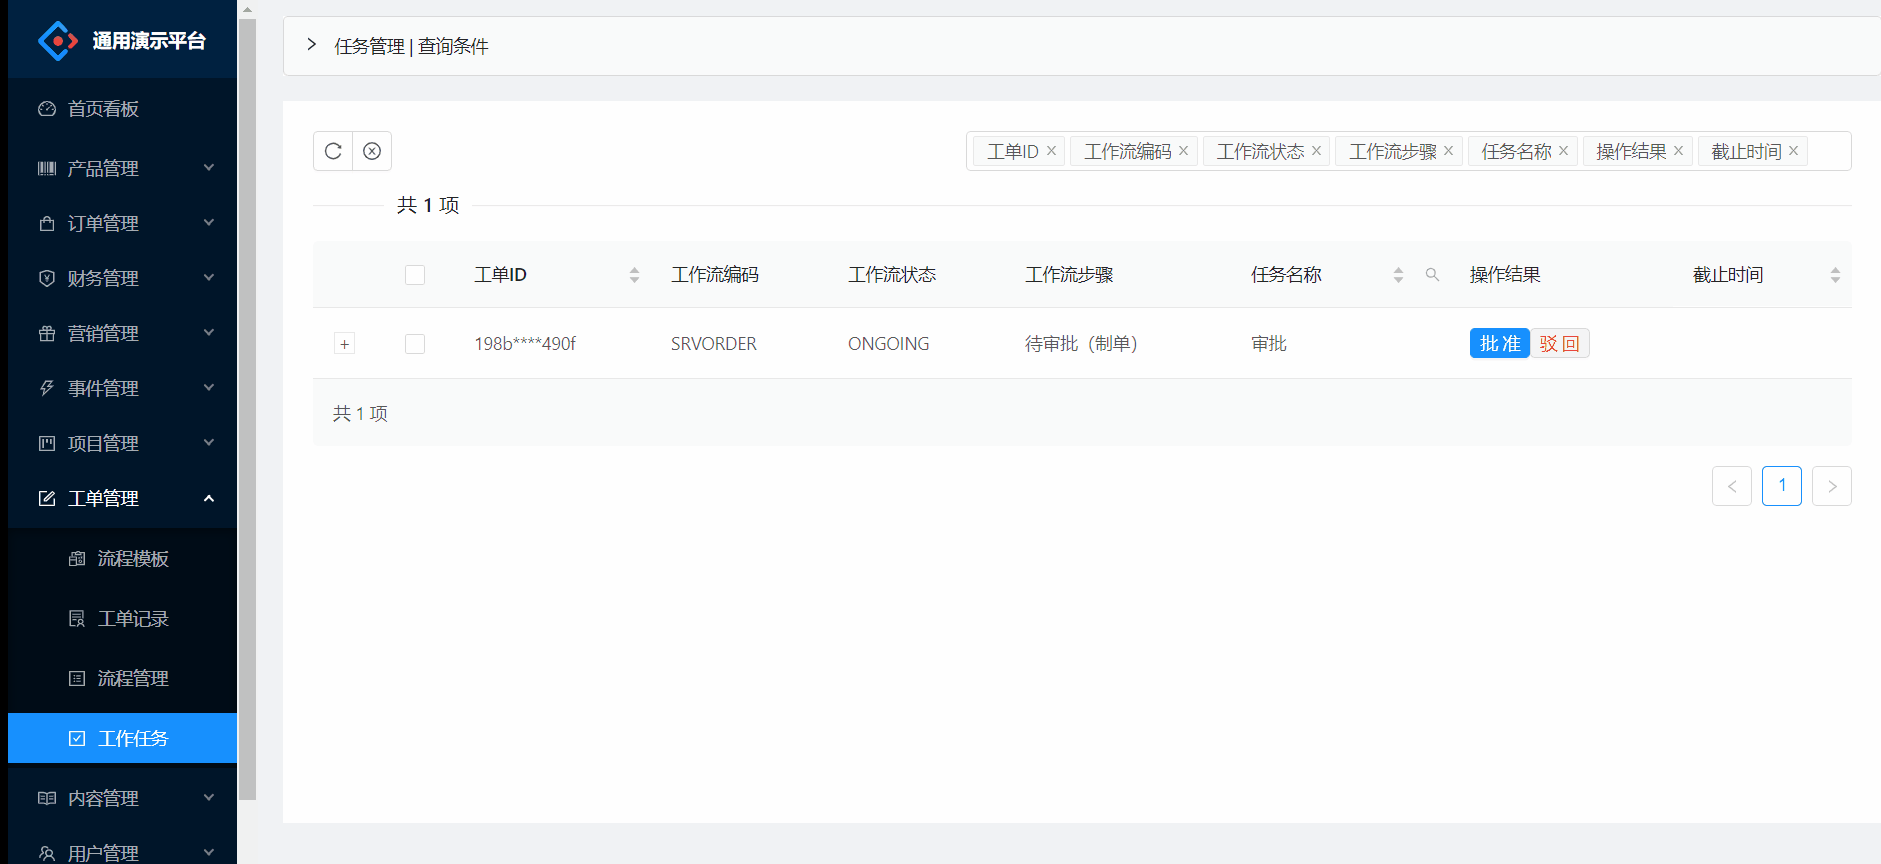 通用演示平台
首页看板
产品管理
订单管理
财务管理
营销管理
事件管理
项目管理
工单管理
流程模板
工单记录
流程管理
工作任务
内容管理
用户管理
任务管理 | 查询条件
工单ID 工作流编码 工作流状态 工作流步骤 任务名称 操作结果 截止时间
共 1 项
工单ID 工作流编码 工作流状态 工作流步骤 任务名称 操作结果 截止时间
198b****490f SRVORDER ONGOING 待审批（制单） 审批 批 准 驳 回
共 1 项
1